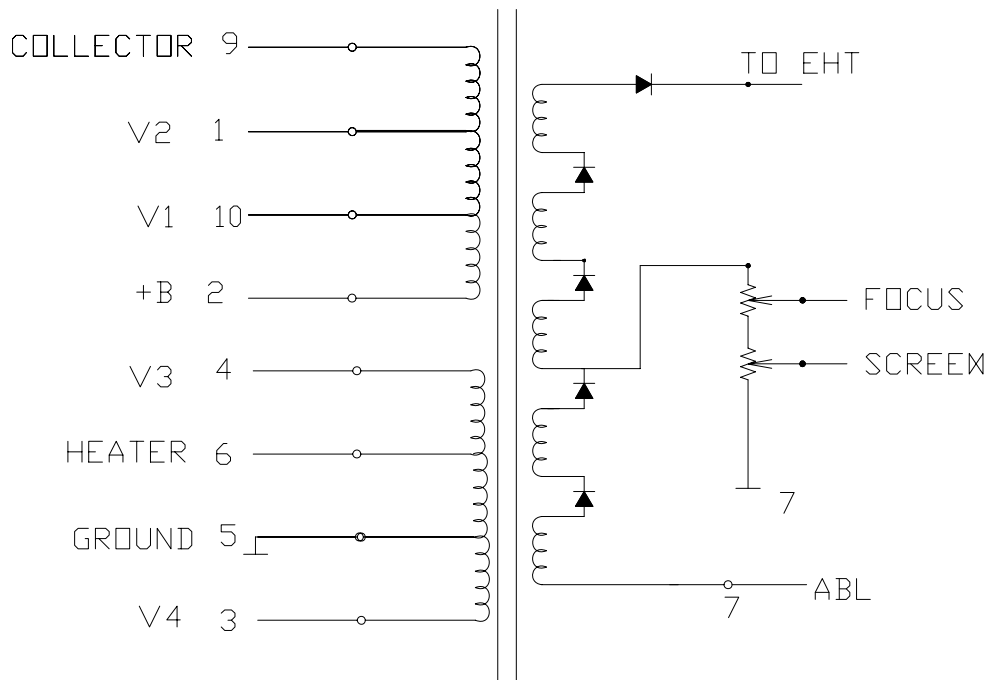 COLLECTOR 9
V2 1
V1 10
+B 2
V3 4
HEATER 6
GROUND 5
V4 3
TO EHT
FOCUS
SCREEN
7
ABL
7